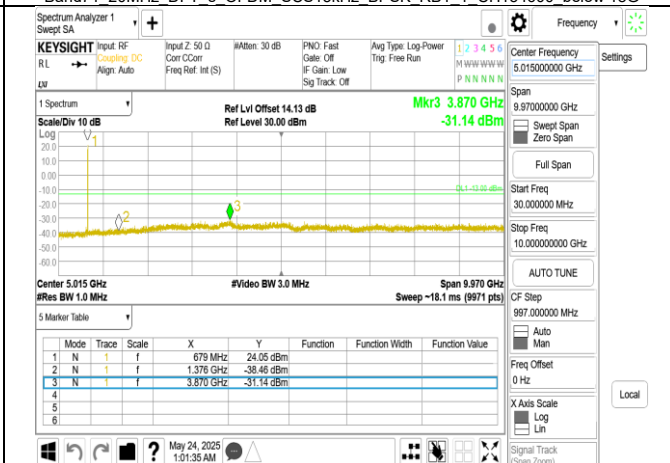 Spectrum Analyzer 1
Swept SA
Frequency
KEYSIGHT
Input: RF
Coupling: DC
Align: Auto
Input Z: 50 Ω
Corr CCorr
Freq Ref: Int (S)
#Atten: 30 dB
PNO: Fast
Gate: Off
IF Gain: Low
Sig Track: Off
Avg Type: Log-Power
Trig: Free Run
1 2 3 4 5 6
M W W W W W
P N N N N N
RL
LXI
Center Frequency
5.015000000 GHz
Settings
1 Spectrum
Scale/Div 10 dB
Ref Lvl Offset 14.13 dB
Ref Level 30.00 dBm
Mkr3 3.870 GHz
-31.14 dBm
Span
9.97000000 GHz
Swept Span
Zero Span
Log
20.0
10.0
0.00
-10.0
-20.0
-30.0
-40.0
-50.0
-60.0
1
2
3
DL1 -13.00 dBm
Full Span
Start Freq
30.000000 MHz
Stop Freq
10.000000000 GHz
AUTO TUNE
Center 5.015 GHz
#Video BW 3.0 MHz
Span 9.970 GHz
#Res BW 1.0 MHz
Sweep ~18.1 ms (9971 pts)
CF Step
997.000000 MHz
Auto
Man
5 Marker Table
Mode Trace Scale X Y Function Function Width Function Value
1 N 1 f 679 MHz 24.05 dBm
2 N 1 f 1.376 GHz -38.46 dBm
3 N 1 f 3.870 GHz -31.14 dBm
4
5
6
Freq Offset
0 Hz
X Axis Scale
Log
Lin
Local
Signal Track
(Span Zoom)
?
May 24, 2025
1:01:35 AM